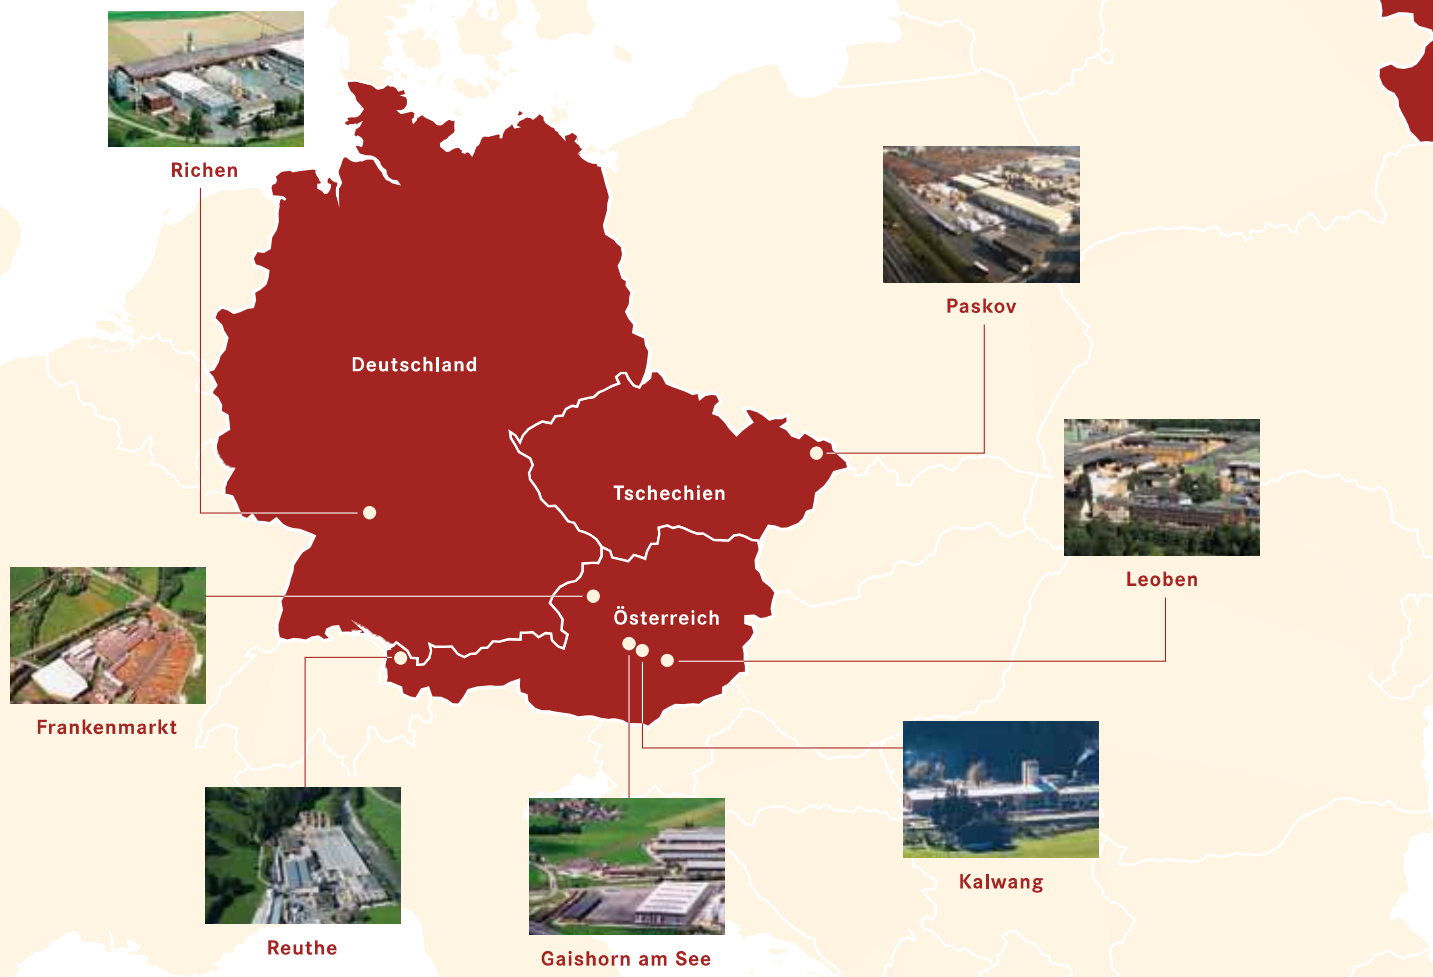 Richen
Paskov
Deutschland
Tschechien
Leoben
Österreich
Frankenmarkt
Kalwang
Reuthe
Gaishorn am See